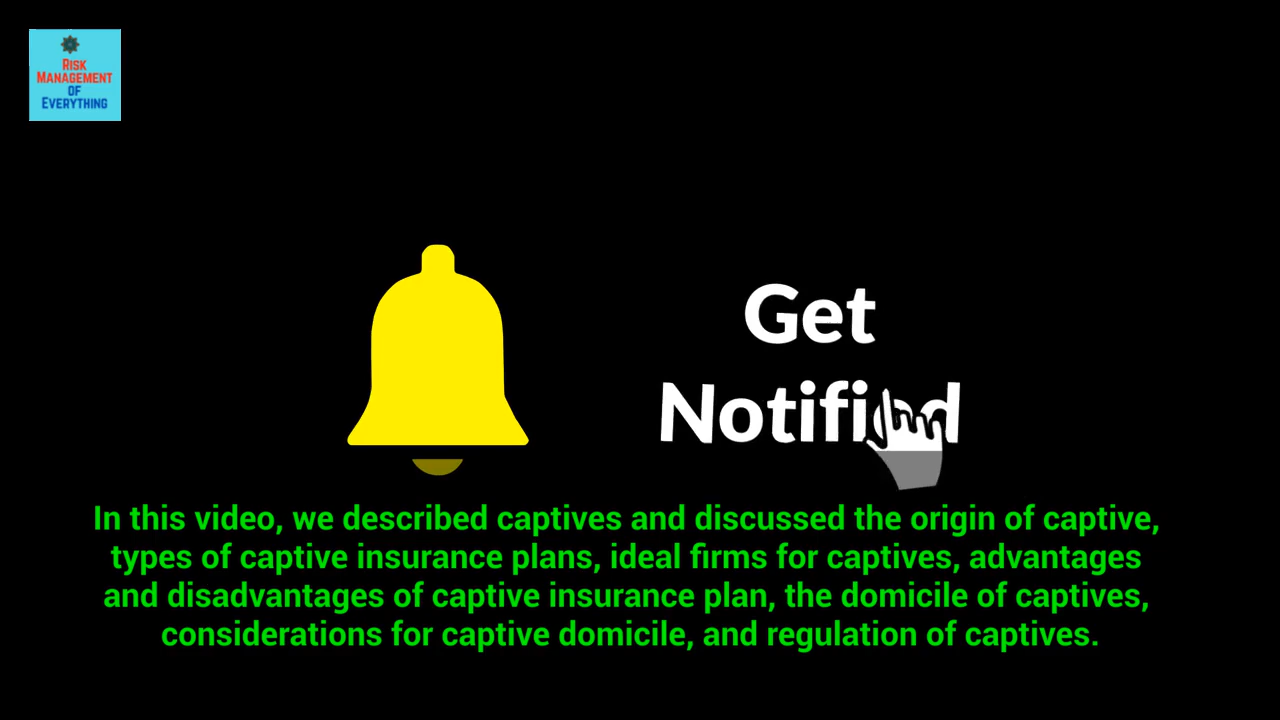 RISK
MANAGEMENT
OF
EVERYTHING
Get
Notified
In this video, we described captives and discussed the origin of captive,
types of captive insurance plans, ideal firms for captives, advantages
and disadvantages of captive insurance plan, the domicile of captives,
considerations for captive domicile, and regulation of captives.